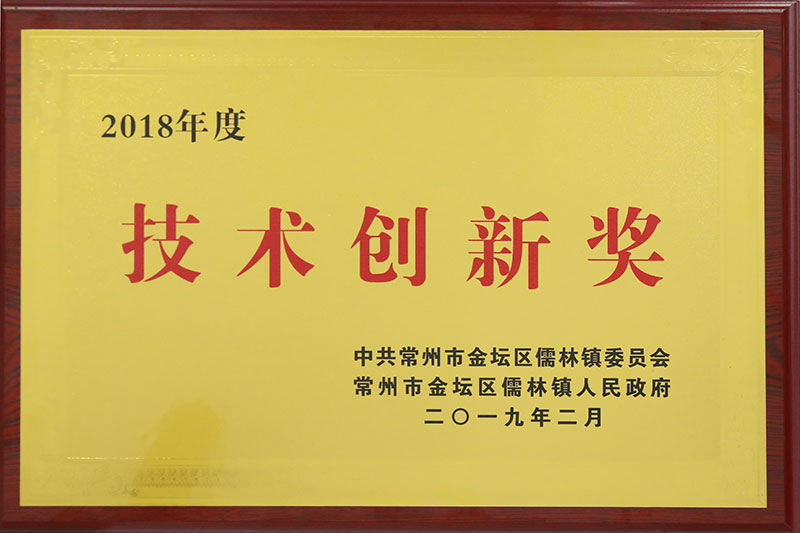 2018年度
技术创新奖
中共常州市金坛区儒林镇委员会
常州市金坛区儒林镇人民政府
二〇一九年二月